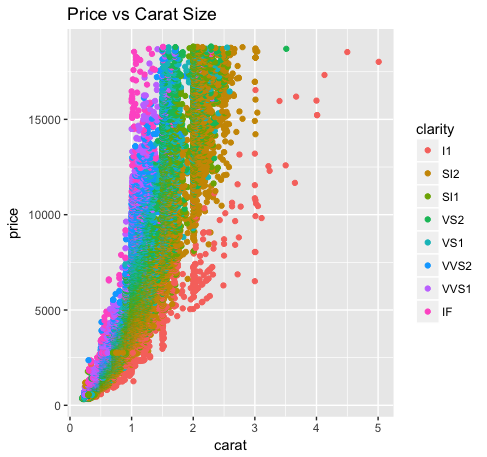 Price vs Carat Size
price
15000
10000
5000
0
0 1 2 3 4 5
carat
clarity
I1
SI2
SI1
VS2
VS1
VVS2
VVS1
IF